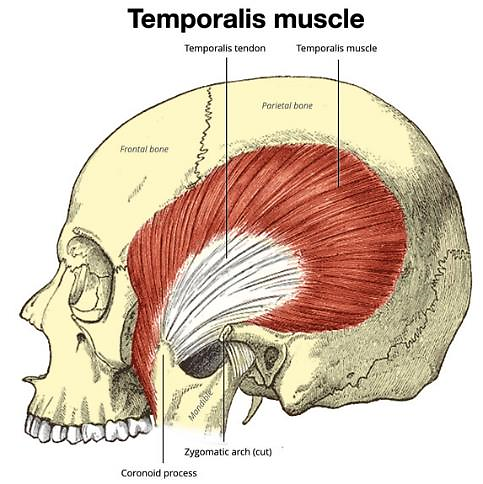 Temporalis muscle
Temporalis tendon
Temporalis muscle
Parietal bone
Frontal bone
Mandible
Zygomatic arch (cut)
Coronoid process